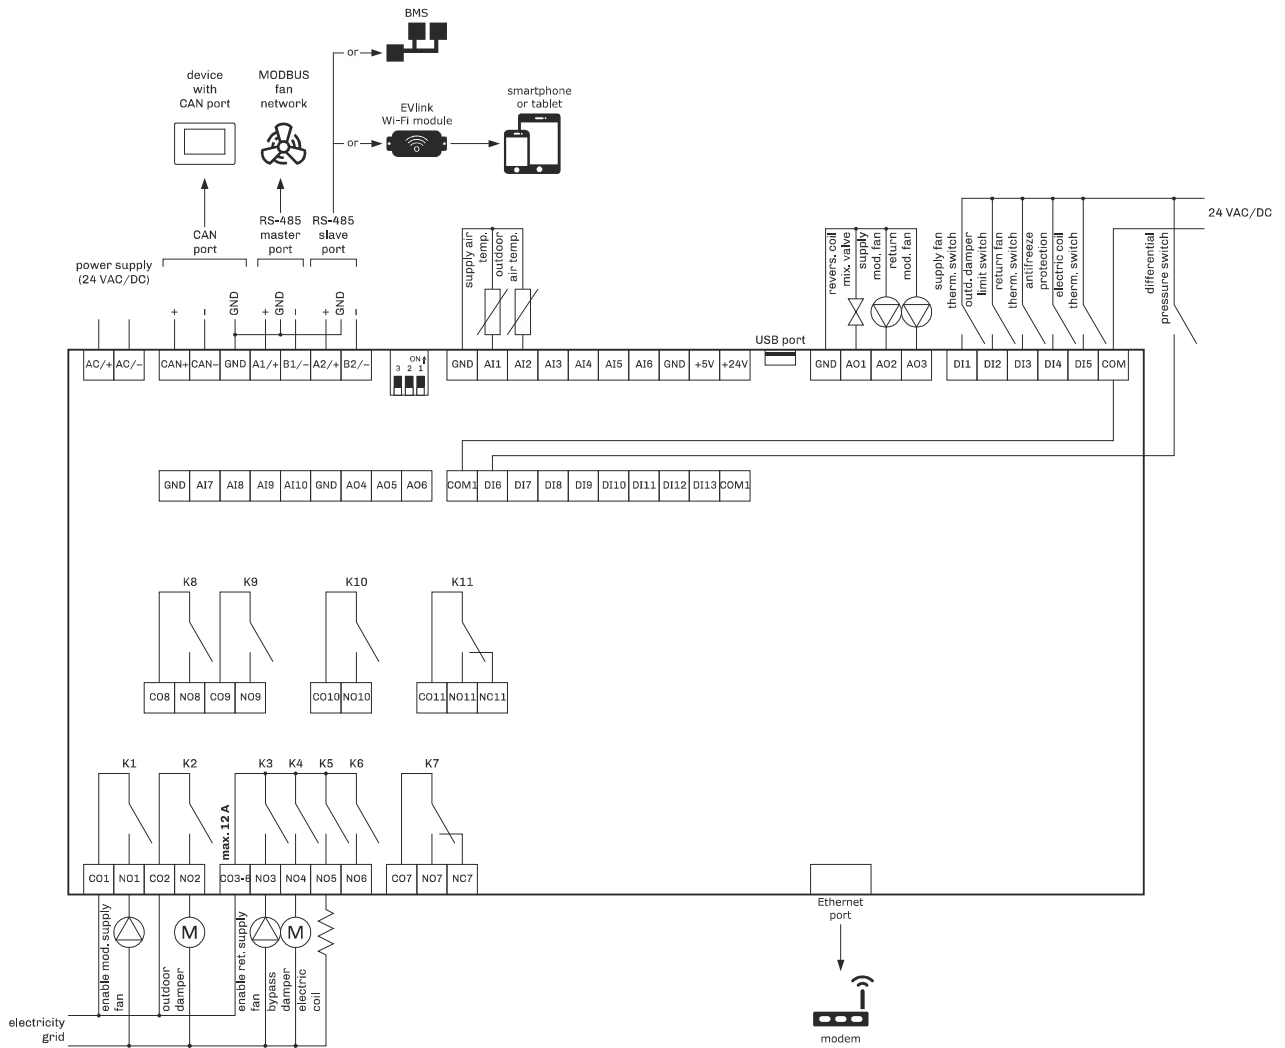 BMS
or
device
with
CAN port
MODBUS
fan
network
EVlink
Wi-Fi module
smartphone
or tablet
or
CAN
port
RS-485
master
port
RS-485
slave
port
power supply
(24 VAC/DC)
+
–
GND
+
GND
–
+
GND
–
supply air
temp.
outdoor
air temp.
revers. coil
mix. valve
supply
mod. fan
return
mod. fan
supply fan
therm. switch
outd. damper
limit switch
return fan
therm. switch
antifreeze
protection
electric coil
therm. switch
differential
pressure switch
24 VAC/DC
USB port
AC/+ AC/–
CAN+ CAN– GND A1/+ B1/– A2/+ B2/–
ON
3 2 1
GND AI1 AI2 AI3 AI4 AI5 AI6 GND +5V +24V
GND AO1 AO2 AO3
DI1 DI2 DI3 DI4 DI5 COM
GND AI7 AI8 AI9 AI10 GND AO4 AO5 AO6
COM1 DI6 DI7 DI8 DI9 DI10 DI11 DI12 DI13 COM1
K8 K9 K10 K11
CO8 NO8 CO9 NO9
CO10 NO10
CO11 NO11 NC11
K1 K2 K3 K4 K5 K6 K7
max. 12 A
CO1 NO1 CO2 NO2
CO3-6 NO3 NO4 NO5 NO6
CO7 NO7 NC7
enable mod. supply
fan
outdoor
damper
M
enable ret. supply
fan
bypass
damper
M
electric
coil
electricity
grid
Ethernet
port
modem